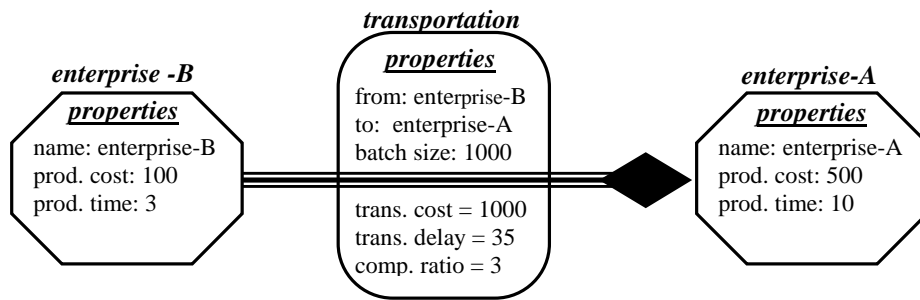 transportation
properties
from: enterprise-B
to: enterprise-A
batch size: 1000
trans. cost = 1000
trans. delay = 35
comp. ratio = 3
enterprise -B
properties
name: enterprise-B
prod. cost: 100
prod. time: 3
enterprise-A
properties
name: enterprise-A
prod. cost: 500
prod. time: 10